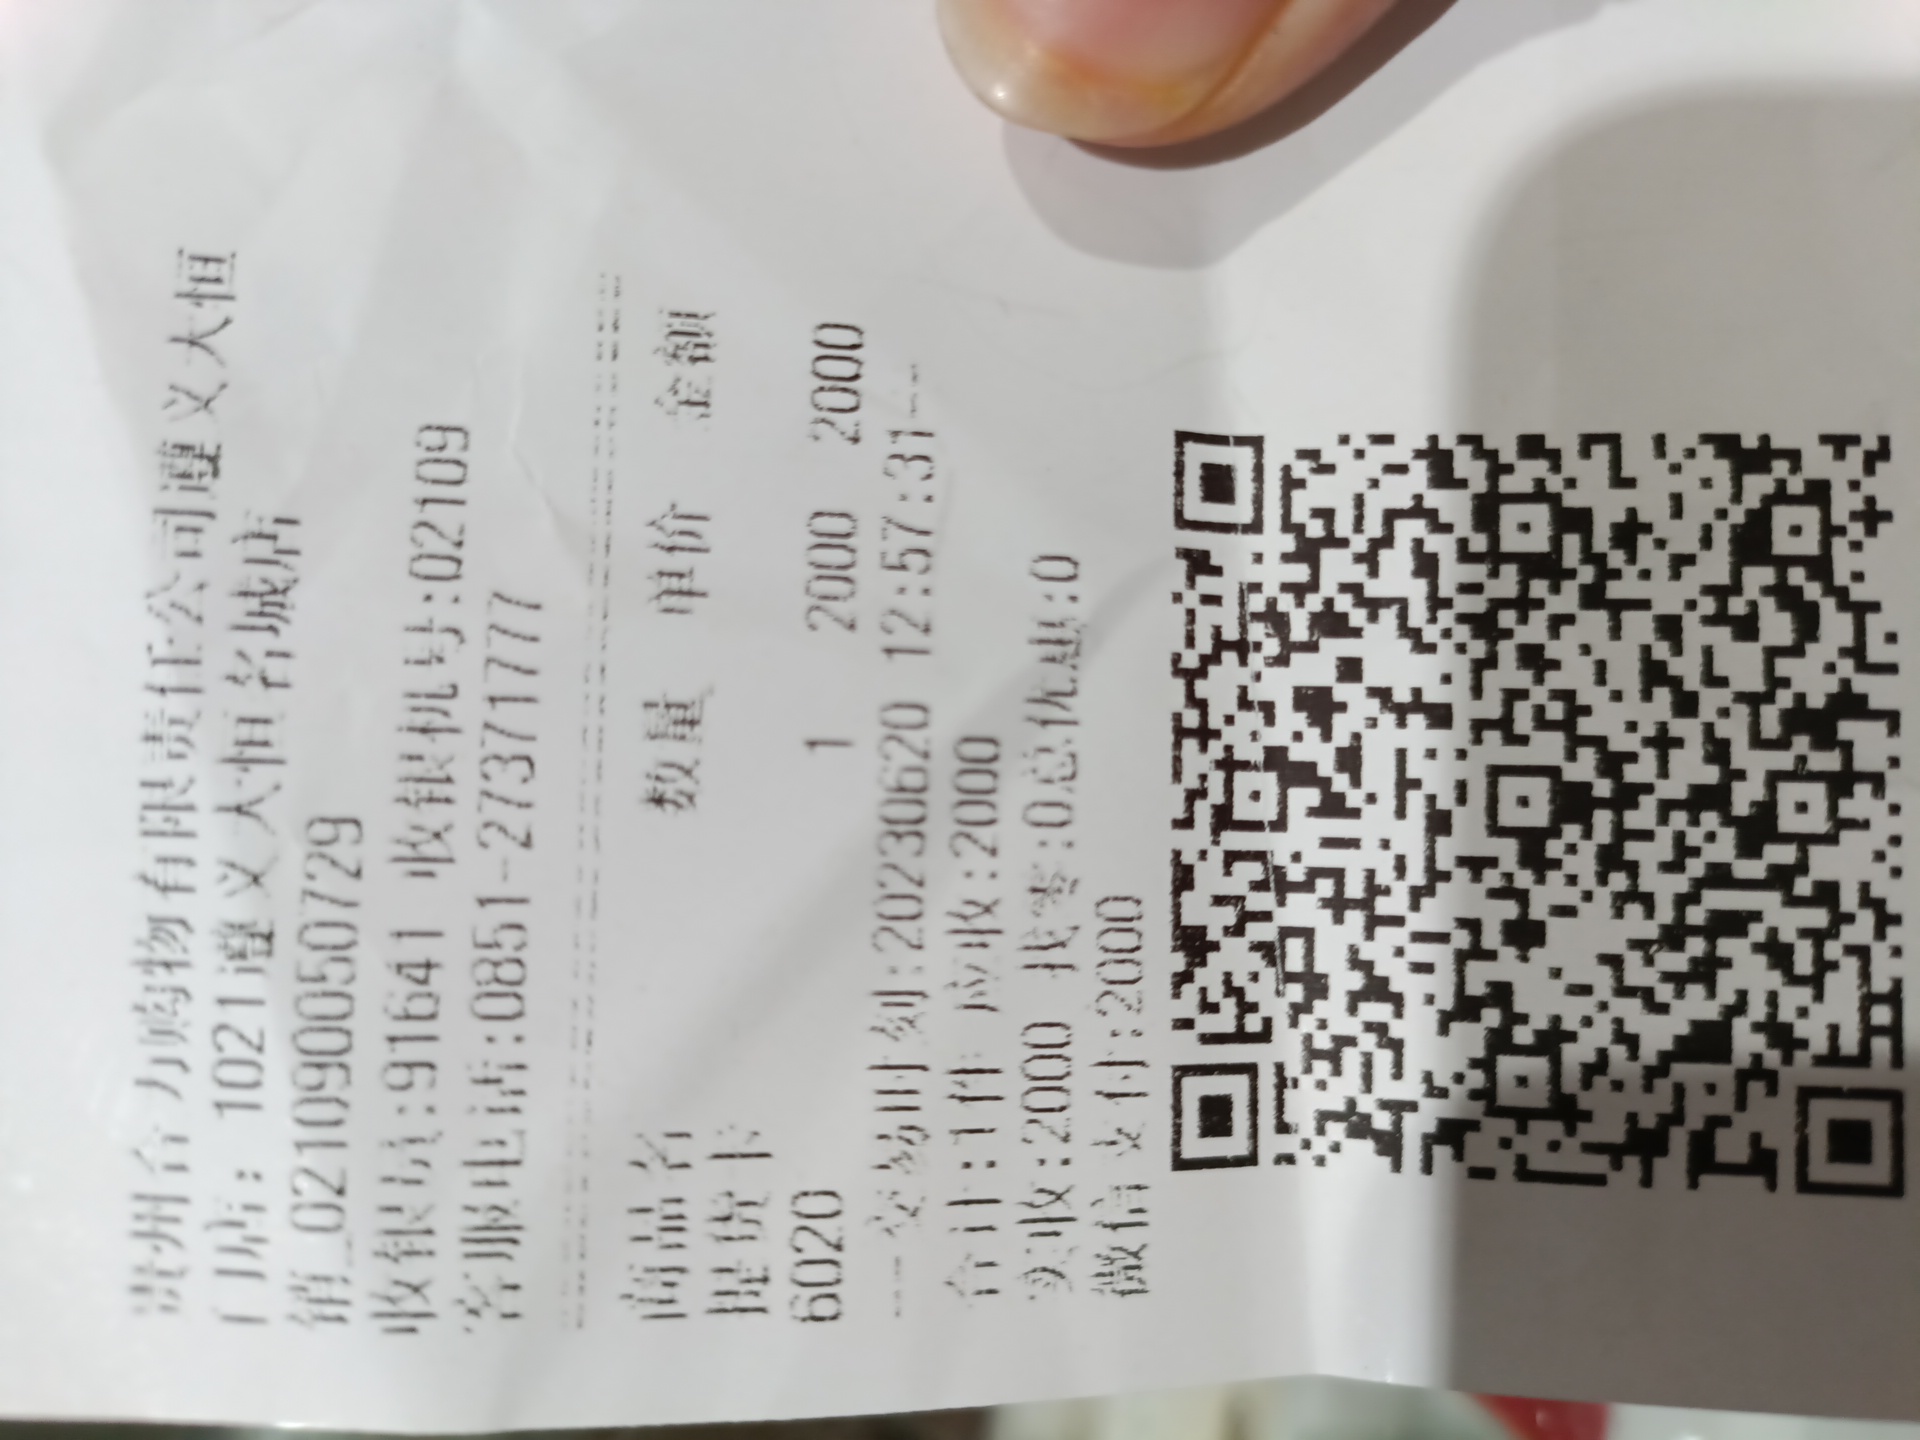 贵州合力购物有限责任公司遵义大恒
门店: 1021遵义大恒名城店
销_0210900050729
收银员:91641 收银机号:02109
客服电话:0851-27371777
商品名 数量 单价 金额
提货卡
6020 1 2000 2000
---交易时刻:20230620 12:57:31--
合计:1件 应收:2000
实收:2000 找零:0总优惠:0
微信支付:2000